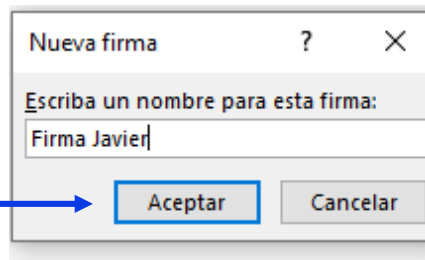 Nueva firma ? X
Escriba un nombre para esta firma:
Firma Javier
Aceptar Cancelar